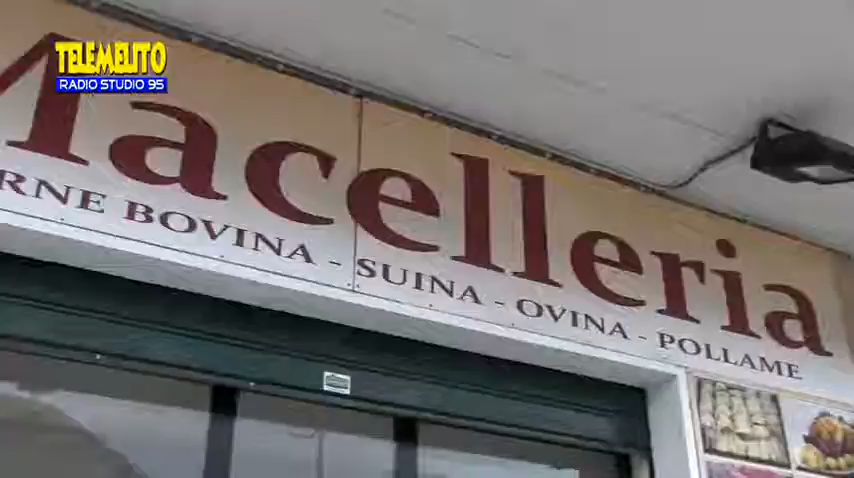 TELEMELITO
RADIO STUDIO 95
Macelleria
RNE BOVINA - SUINA - OVINA - POLLAME